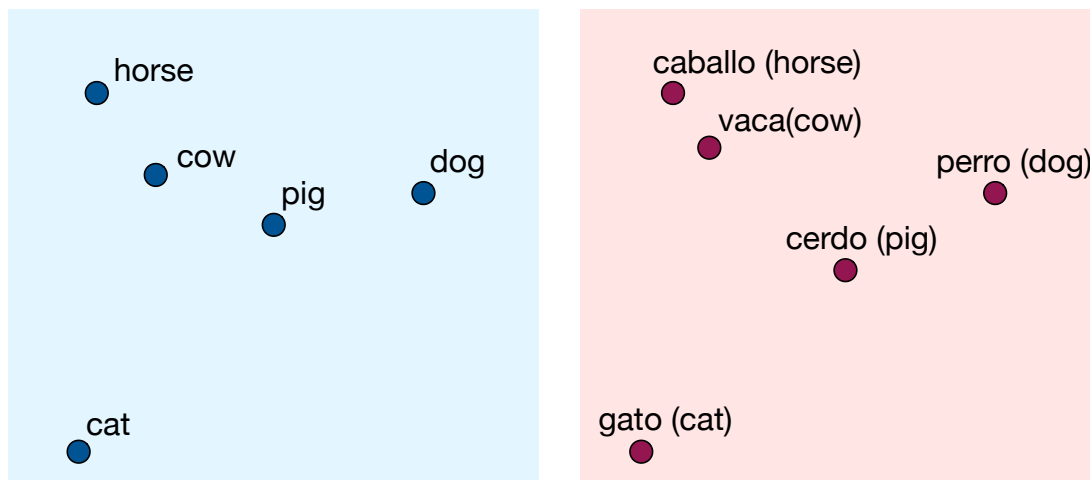 horse
cow
pig
dog
cat
caballo (horse)
vaca(cow)
perro (dog)
cerdo (pig)
gato (cat)